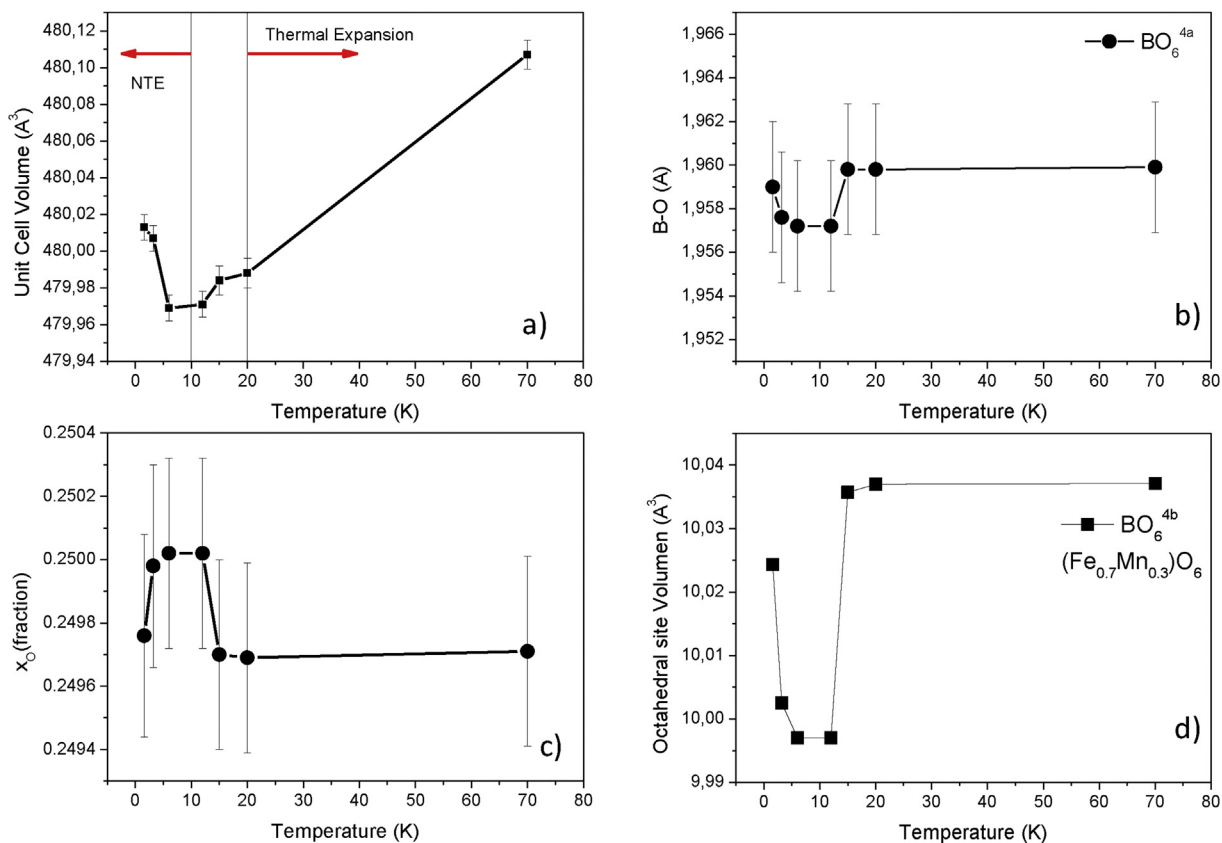 480,12
480,10
480,08
480,06
480,04
480,02
480,00
479,98
479,96
479,94
Unit Cell Volume (A³)
Thermal Expansion
NTE
a)
0 10 20 30 40 50 60 70 80
Temperature (K)
1,966
1,964
1,962
1,960
1,958
1,956
1,954
1,952
B-O (A)
BO₆⁴ᵃ
b)
0 10 20 30 40 50 60 70 80
Temperature (K)
0.2504
0.2502
0.2500
0.2498
0.2496
0.2494
x_O(fraction)
c)
0 10 20 30 40 50 60 70 80
Temperature (K)
10,04
10,03
10,02
10,01
10,00
9,99
Octahedral site Volumen (A³)
BO₆⁴ᵇ
(Fe₀.₇Mn₀.₃)O₆
d)
0 10 20 30 40 50 60 70 80
Temperature (K)